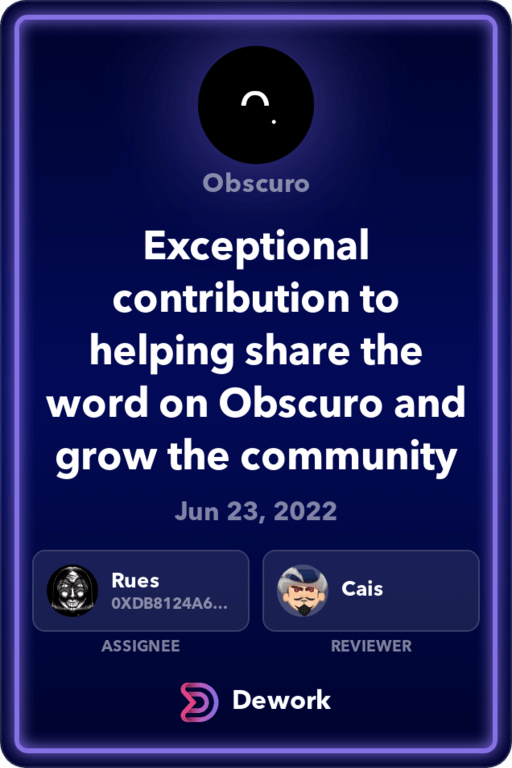 Obscuro
Exceptional
contribution to
helping share the
word on Obscuro and
grow the community
Jun 23, 2022
Rues
0XDB8124A6...
Cais
ASSIGNEE
REVIEWER
Dework